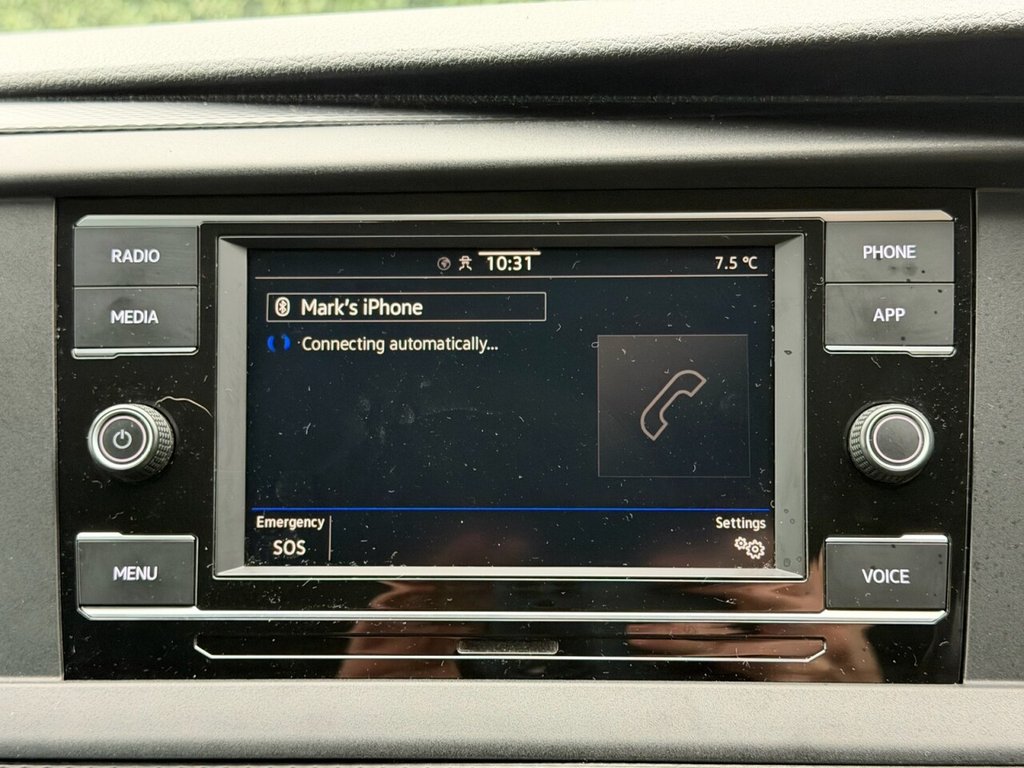 RADIO
MEDIA
MENU
10:31
7.5 °C
Mark's iPhone
Connecting automatically...
Emergency
SOS
Settings
PHONE
APP
VOICE